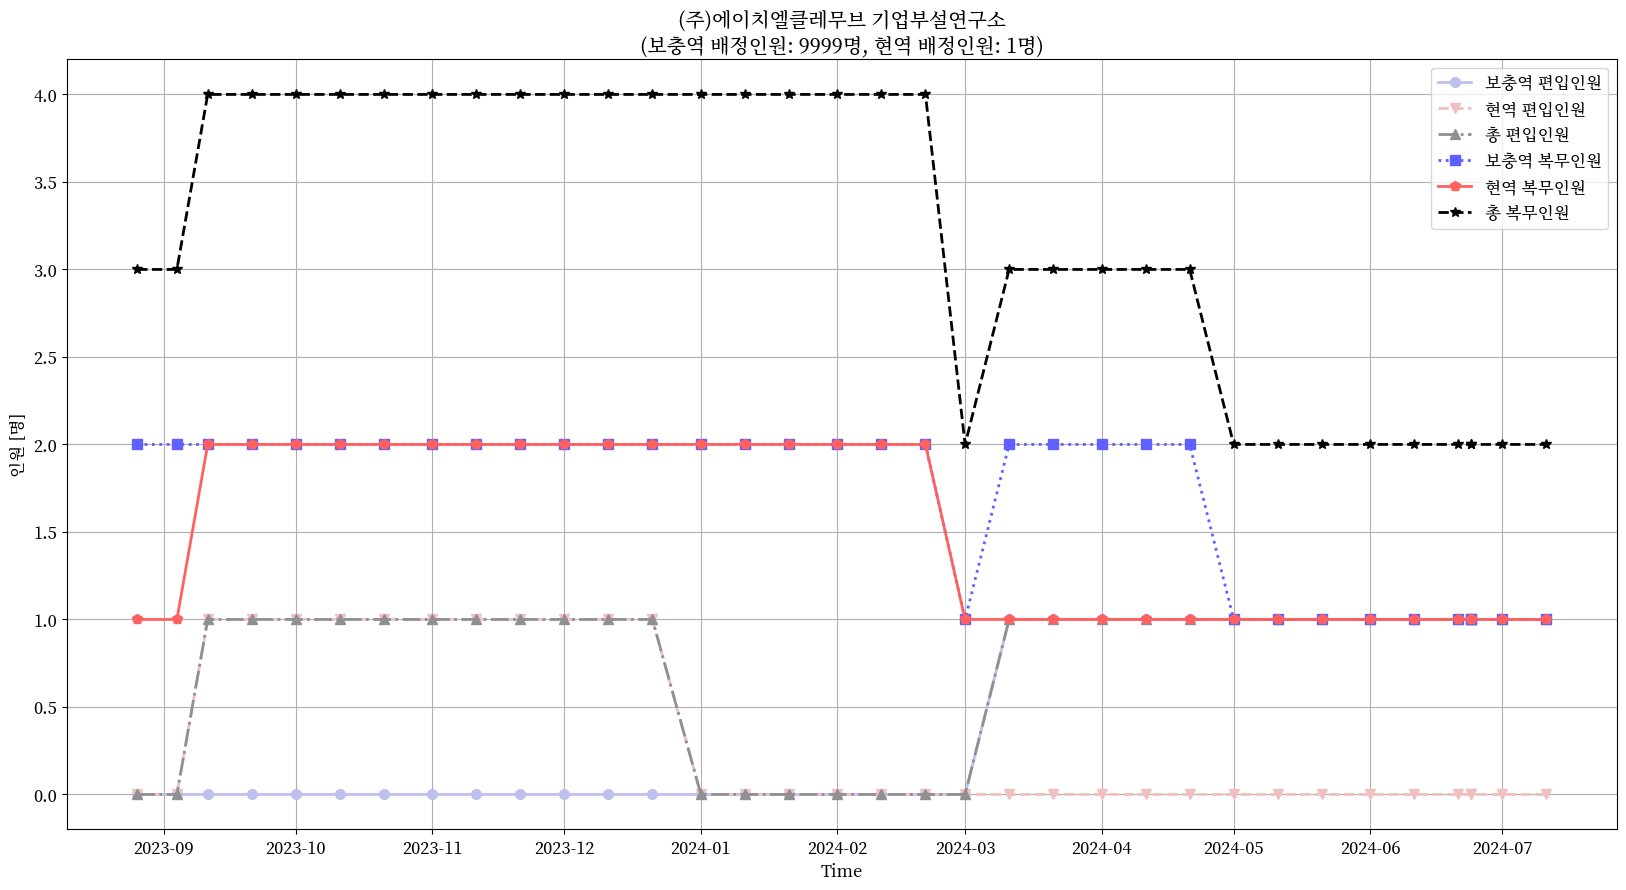 (주)에이치엘클레무브 기업부설연구소
(보충역 배정인원: 9999명, 현역 배정인원: 1명)
보충역 편입인원
현역 편입인원
총 편입인원
보충역 복무인원
현역 복무인원
총 복무인원
인원 [명]
4.0
3.5
3.0
2.5
2.0
1.5
1.0
0.5
0.0
2023-09 2023-10 2023-11 2023-12 2024-01 2024-02 2024-03 2024-04 2024-05 2024-06 2024-07
Time